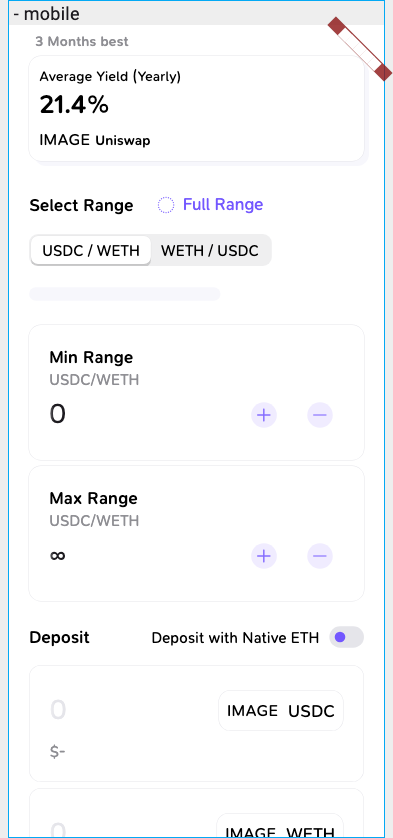 - mobile
3 Months best
Average Yield (Yearly)
21.4%
IMAGE Uniswap
Select Range Full Range
USDC / WETH WETH / USDC
Min Range
USDC/WETH
0
Max Range
USDC/WETH
∞
Deposit Deposit with Native ETH
0
IMAGE USDC
$-
0
IMAGE WETH